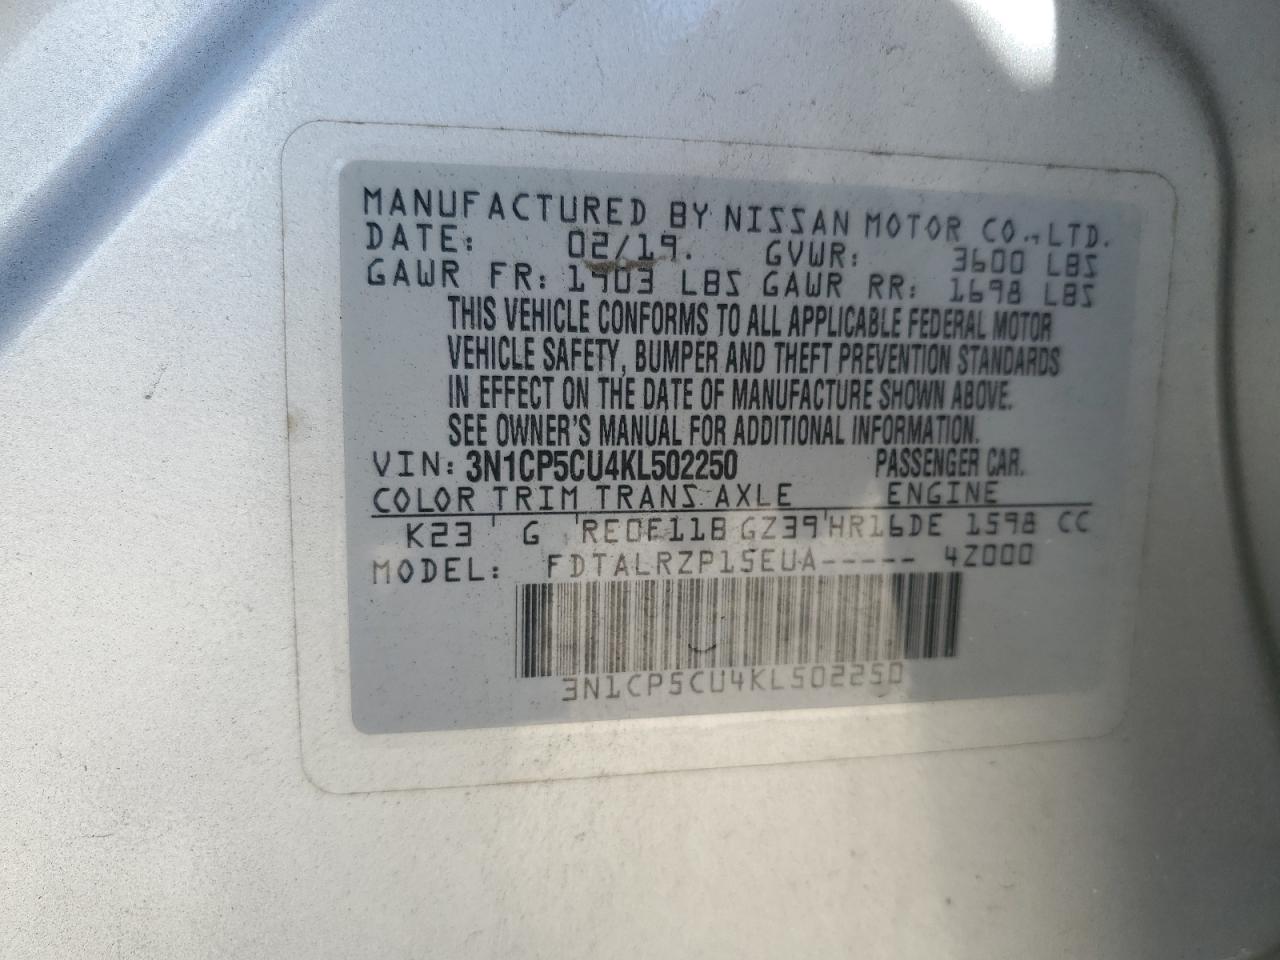 MANUFACTURED BY NISSAN MOTOR CO., LTD.
DATE: 02/19. GVWR: 3600 LBS
GAWR FR: 1903 LBS GAWR RR: 1698 LBS
THIS VEHICLE CONFORMS TO ALL APPLICABLE FEDERAL MOTOR
VEHICLE SAFETY, BUMPER AND THEFT PREVENTION STANDARDS
IN EFFECT ON THE DATE OF MANUFACTURE SHOWN ABOVE.
SEE OWNER'S MANUAL FOR ADDITIONAL INFORMATION.
VIN: 3N1CP5CU4KL502250 PASSENGER CAR.
COLOR TRIM TRANS AXLE ENGINE
K23 G RE0F11B GZ39 HR16DE 1598 CC
MODEL: FDTALRZP15EUA----- 4Z000
3N1CP5CU4KL502250